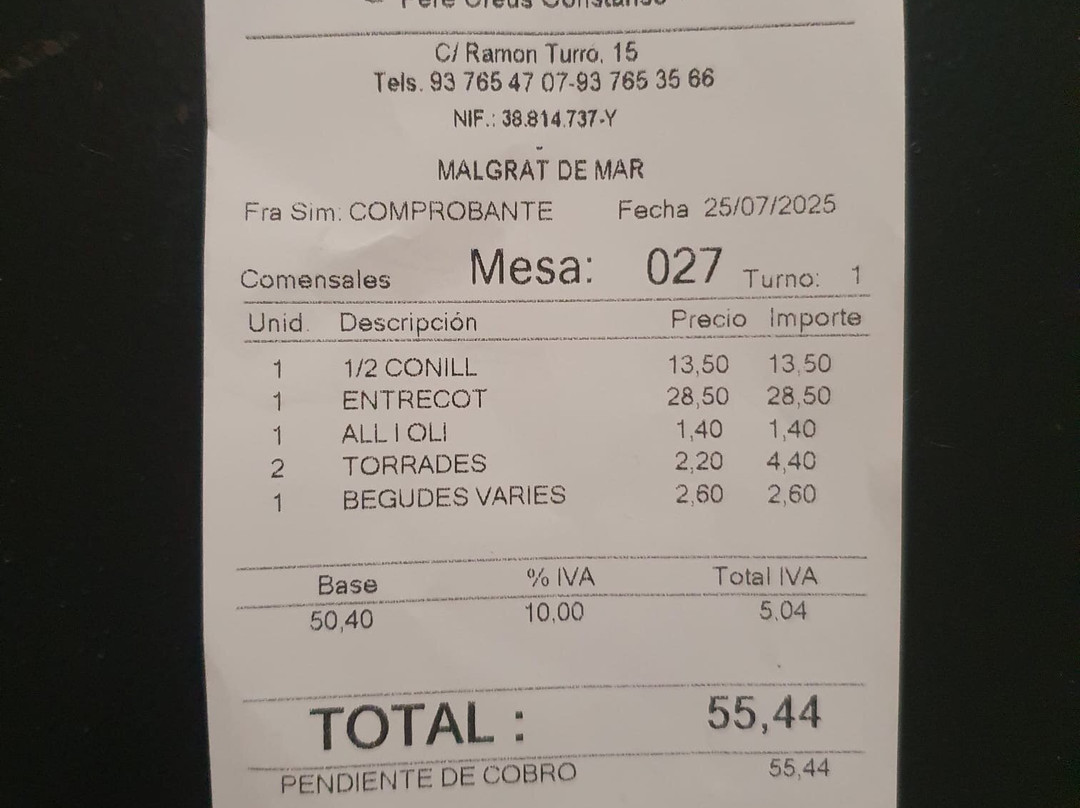 C/ Ramon Turró, 15
Tels. 93 765 47 07-93 765 35 66
NIF.: 38.814.737-Y
MALGRAT DE MAR
Fra Sim: COMPROBANTE Fecha 25/07/2025
Comensales Mesa: 027 Turno: 1
Unid. Descripción Precio Importe
1 1/2 CONILL 13,50 13,50
1 ENTRECOT 28,50 28,50
1 ALL I OLI 1,40 1,40
2 TORRADES 2,20 4,40
1 BEGUDES VARIES 2,60 2,60
Base % IVA Total IVA
50,40 10,00 5,04
TOTAL : 55,44
PENDIENTE DE COBRO 55,44